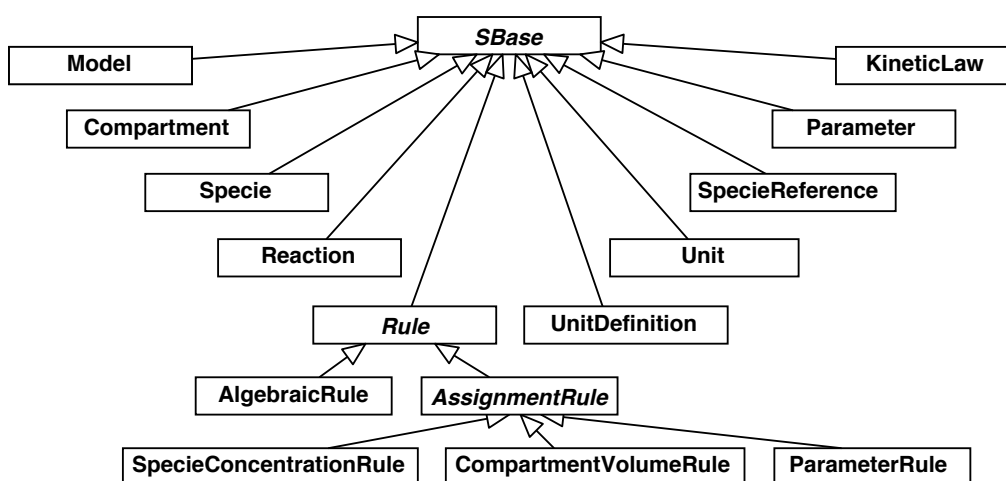 SBase
Model
KineticLaw
Compartment
Parameter
Specie
SpecieReference
Reaction
Unit
Rule
UnitDefinition
AlgebraicRule
AssignmentRule
SpecieConcentrationRule
CompartmentVolumeRule
ParameterRule